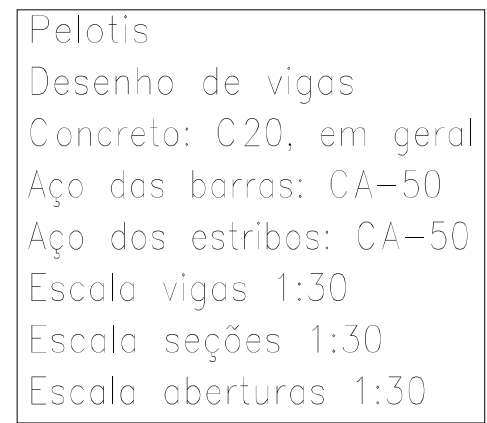 Pelotis
Desenho de vigas
Concreto: C20, em geral
Aço das barras: CA-50
Aço dos estribos: CA-50
Escala vigas 1:30
Escala seções 1:30
Escala aberturas 1:30